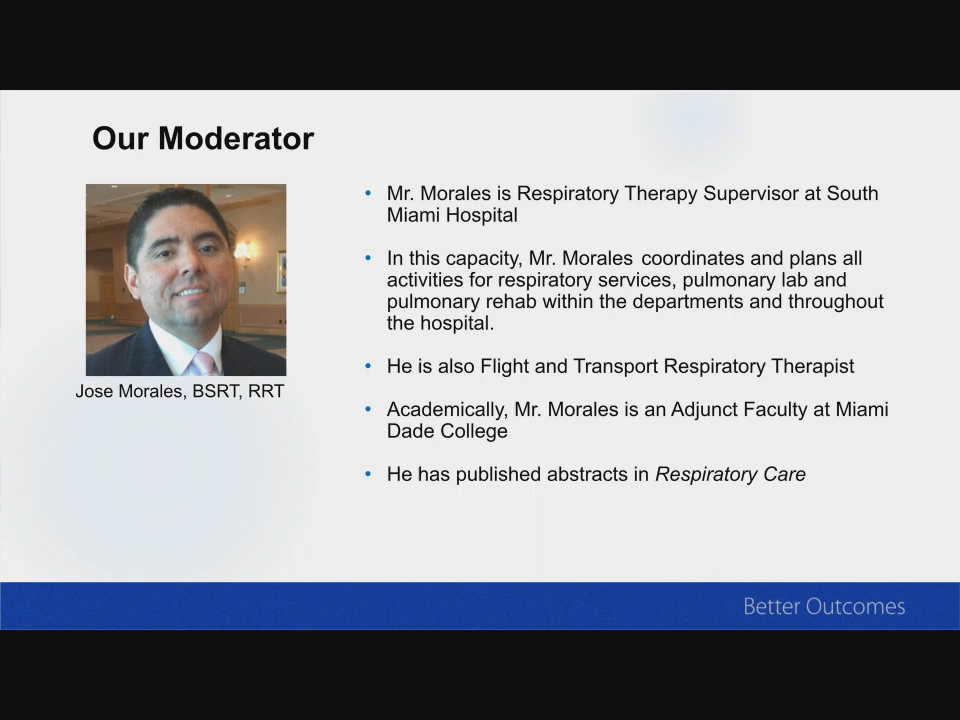 Our Moderator
Jose Morales, BSRT, RRT
• Mr. Morales is Respiratory Therapy Supervisor at South
Miami Hospital
• In this capacity, Mr. Morales coordinates and plans all
activities for respiratory services, pulmonary lab and
pulmonary rehab within the departments and throughout
the hospital.
• He is also Flight and Transport Respiratory Therapist
• Academically, Mr. Morales is an Adjunct Faculty at Miami
Dade College
• He has published abstracts in Respiratory Care
Better Outcomes